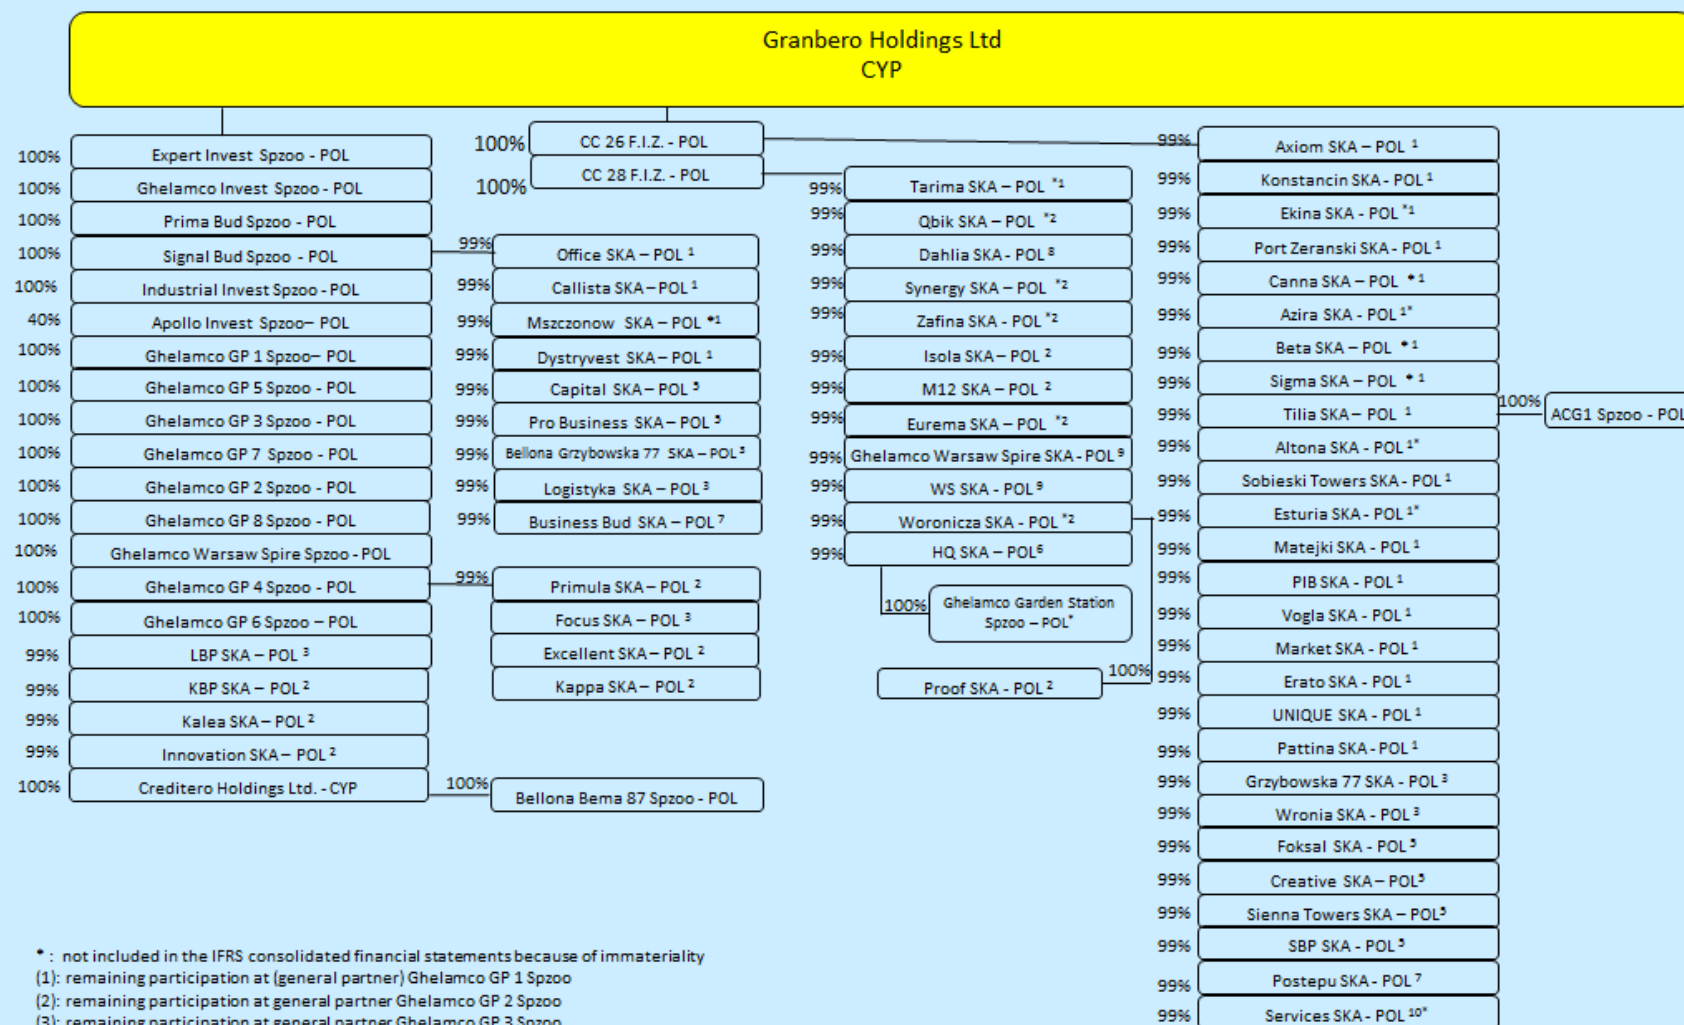 Granbero Holdings Ltd
CYP
100% Expert Invest Spzoo - POL
100% Ghelamco Invest Spzoo - POL
100% Prima Bud Spzoo - POL
100% Signal Bud Spzoo - POL
100% Industrial Invest Spzoo - POL
40% Apollo Invest Spzoo– POL
100% Ghelamco GP 1 Spzoo– POL
100% Ghelamco GP 5 Spzoo - POL
100% Ghelamco GP 3 Spzoo - POL
100% Ghelamco GP 7 Spzoo - POL
100% Ghelamco GP 2 Spzoo - POL
100% Ghelamco GP 8 Spzoo - POL
100% Ghelamco Warsaw Spire Spzoo - POL
100% Ghelamco GP 4 Spzoo - POL
100% Ghelamco GP 6 Spzoo – POL
99% LBP SKA – POL 3
99% KBP SKA – POL 2
99% Kalea SKA – POL 2
99% Innovation SKA – POL 2
100% Creditero Holdings Ltd. - CYP
100% CC 26 F.I.Z. - POL
100% CC 28 F.I.Z. - POL
99% Office SKA – POL 1
99% Callista SKA – POL 1
99% Mszczonow SKA – POL *1
99% Dystryvest SKA – POL 1
99% Capital SKA – POL 5
99% Pro Business SKA – POL 5
99% Bellona Grzybowska 77 SKA – POL 3
99% Logistyka SKA – POL 3
99% Business Bud SKA – POL 7
99% Primula SKA – POL 2
Focus SKA – POL 3
Excellent SKA – POL 2
Kappa SKA – POL 2
100% Bellona Bema 87 Spzoo - POL
99% Tarima SKA – POL *1
99% Qbik SKA – POL *2
99% Dahlia SKA - POL 8
99% Synergy SKA – POL *2
99% Zafina SKA - POL *2
99% Isola SKA – POL 2
99% M12 SKA – POL 2
99% Eurema SKA – POL *2
99% Ghelamco Warsaw Spire SKA - POL 9
99% WS SKA - POL 9
99% Woronicza SKA - POL *2
99% HQ SKA – POL 6
100% Ghelamco Garden Station
Spzoo – POL *
Proof SKA - POL 2 100%
99% Axiom SKA – POL 1
99% Konstancin SKA - POL 1
99% Ekina SKA - POL *1
99% Port Zeranski SKA - POL 1
99% Canna SKA – POL *1
99% Azira SKA - POL 1*
99% Beta SKA – POL *1
99% Sigma SKA – POL *1
99% Tilia SKA – POL 1
100% ACG1 Spzoo - POL
99% Altona SKA - POL 1*
99% Sobieski Towers SKA - POL 1
99% Esturia SKA - POL 1*
99% Matejki SKA - POL 1
99% PIB SKA - POL 1
99% Vogla SKA - POL 1
99% Market SKA - POL 1
99% Erato SKA - POL 1
99% UNIQUE SKA - POL 1
99% Pattina SKA - POL 1
99% Grzybowska 77 SKA - POL 3
99% Wronia SKA - POL 3
99% Foksal SKA - POL 5
99% Creative SKA – POL 5
99% Sienna Towers SKA – POL 5
99% SBP SKA - POL 5
99% Postepu SKA - POL 7
99% Services SKA - POL 10*
* : not included in the IFRS consolidated financial statements because of immateriality
(1): remaining participation at (general partner) Ghelamco GP 1 Spzoo
(2): remaining participation at general partner Ghelamco GP 2 Spzoo
(3): remaining participation at general partner Ghelamco GP 3 Spzoo